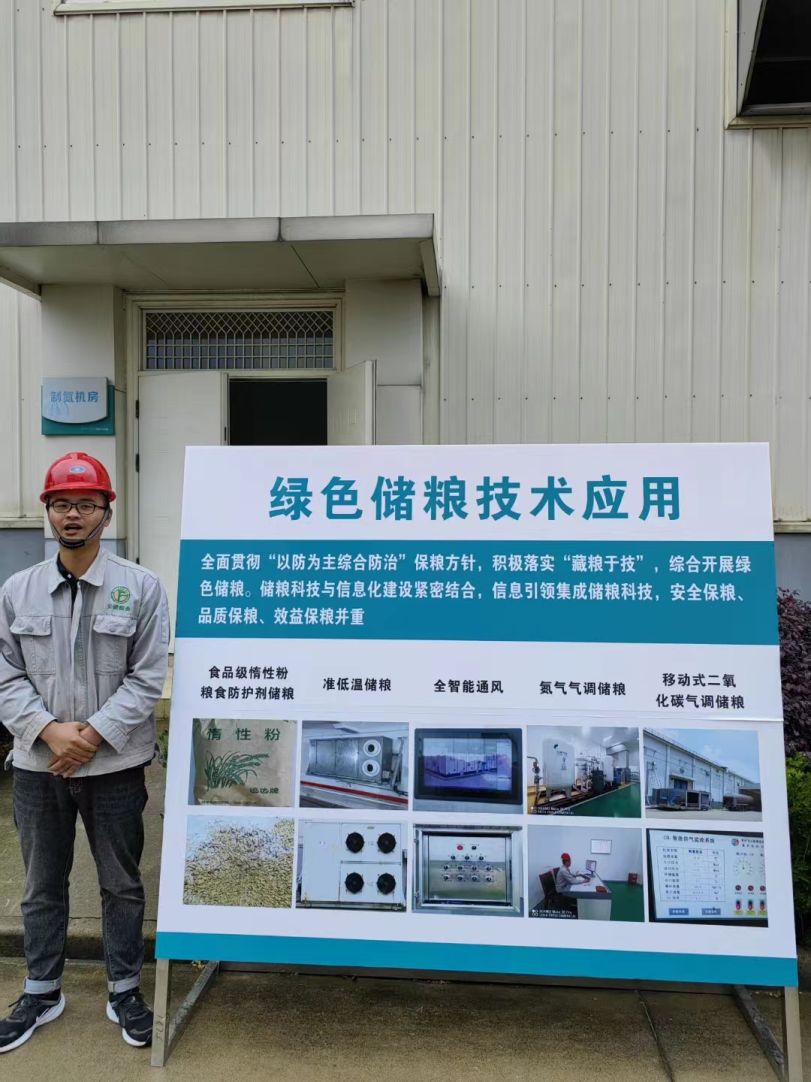 制氮机房
绿色储粮技术应用
全面贯彻“以防为主综合防治”保粮方针，积极落实“藏粮于技”，综合开展绿
色储粮。储粮科技与信息化建设紧密结合，信息引领集成储粮科技，安全保粮、
品质保粮、效益保粮并重
食品级惰性粉
粮食防护剂储粮
准低温储粮
全智能通风
氮气气调储粮
移动式二氧
化碳气调储粮
惰性粉